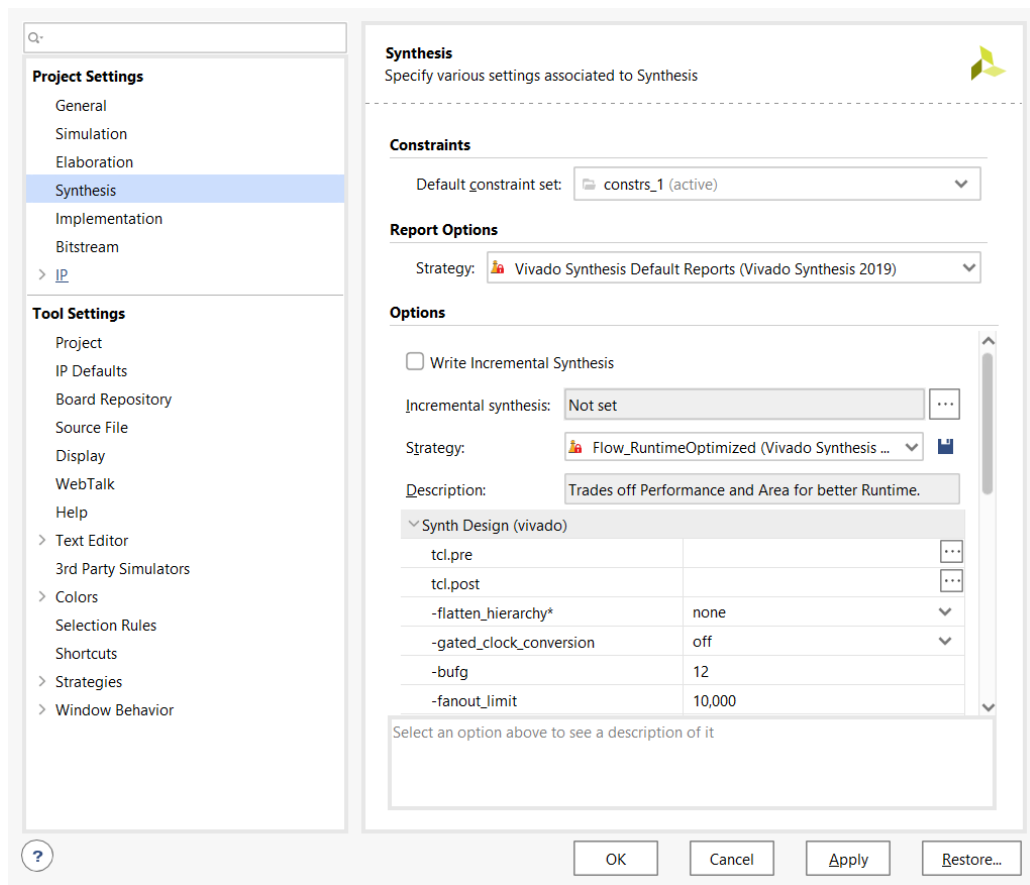 Project Settings
General
Simulation
Elaboration
Synthesis
Implementation
Bitstream
IP
Tool Settings
Project
IP Defaults
Board Repository
Source File
Display
WebTalk
Help
Text Editor
3rd Party Simulators
Colors
Selection Rules
Shortcuts
Strategies
Window Behavior
Synthesis
Specify various settings associated to Synthesis
Constraints
Default constraint set: constrs_1 (active)
Report Options
Strategy: Vivado Synthesis Default Reports (Vivado Synthesis 2019)
Options
Write Incremental Synthesis
Incremental synthesis: Not set ...
Strategy: Flow_RuntimeOptimized (Vivado Synthesis ...
Description: Trades off Performance and Area for better Runtime.
Synth Design (vivado)
tcl.pre ...
tcl.post ...
-flatten_hierarchy* none
-gated_clock_conversion off
-bufg 12
-fanout_limit 10,000
Select an option above to see a description of it
? OK Cancel Apply Restore...